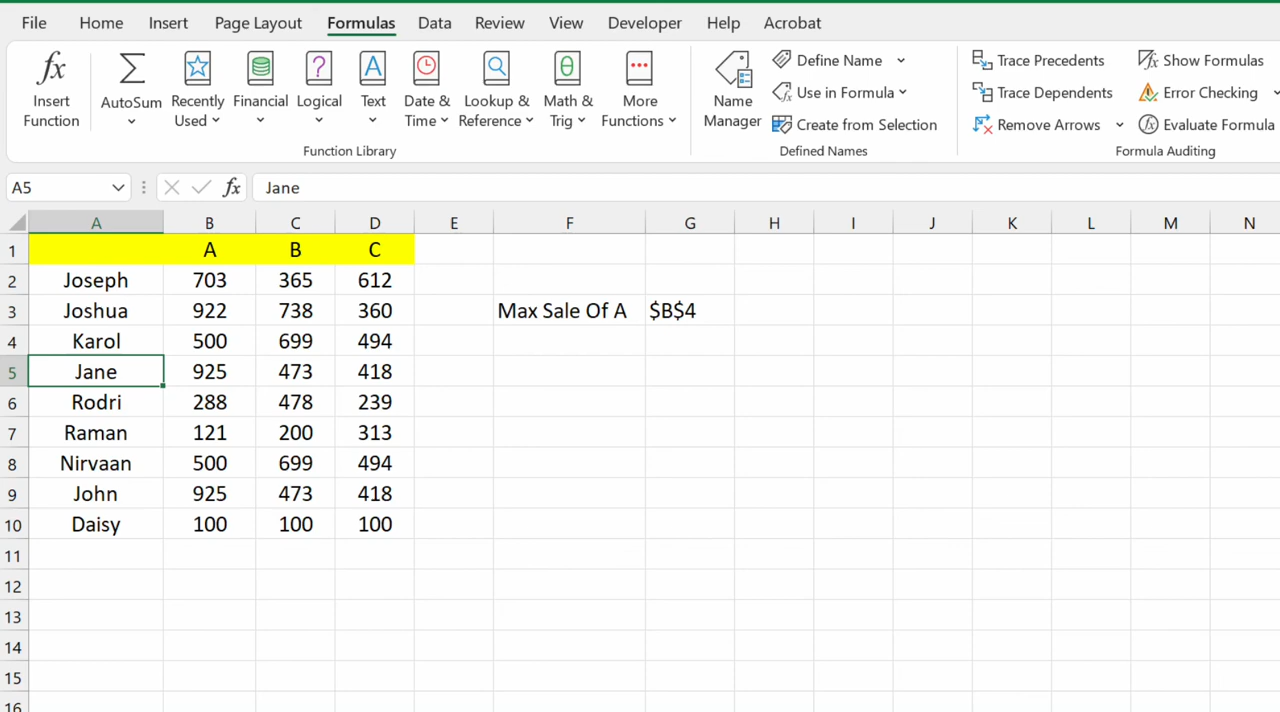 File Home Insert Page Layout Formulas Data Review View Developer Help Acrobat
fx Σ ? A θ Define Name Trace Precedents fx Show Formulas
Insert AutoSum Recently Financial Logical Text Date & Lookup & Math & More Name Use in Formula Trace Dependents Error Checking
Function Used Time Reference Trig Functions Manager Create from Selection Remove Arrows fx Evaluate Formula
Function Library Defined Names Formula Auditing
A5 fx Jane
A B C D E F G H I J K L M N
1 A B C
2 Joseph 703 365 612
3 Joshua 922 738 360 Max Sale Of A $B$4
4 Karol 500 699 494
5 Jane 925 473 418
6 Rodri 288 478 239
7 Raman 121 200 313
8 Nirvaan 500 699 494
9 John 925 473 418
10 Daisy 100 100 100
11
12
13
14
15
16